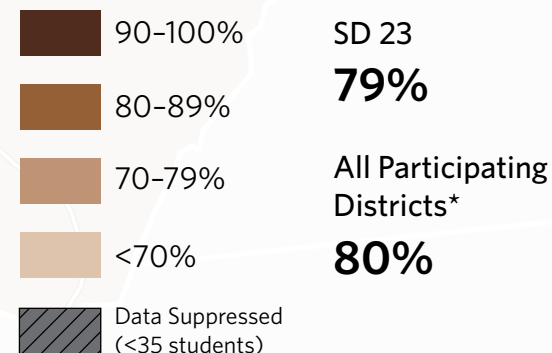 90–100%
80–89%
70–79%
<70%
Data Suppressed
(<35 students)
SD 23
79%
All Participating
Districts*
80%